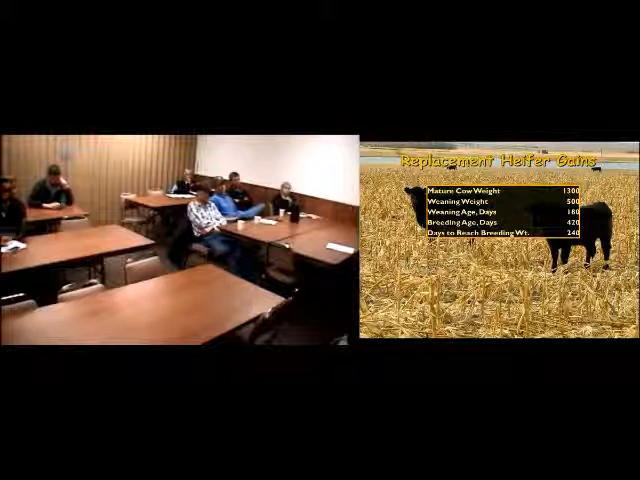 Replacement Heifer Gains
Mature Cow Weight 1300
Weaning Weight 500
Weaning Age, Days 180
Breeding Age, Days 420
Days to Reach Breeding Wt. 240